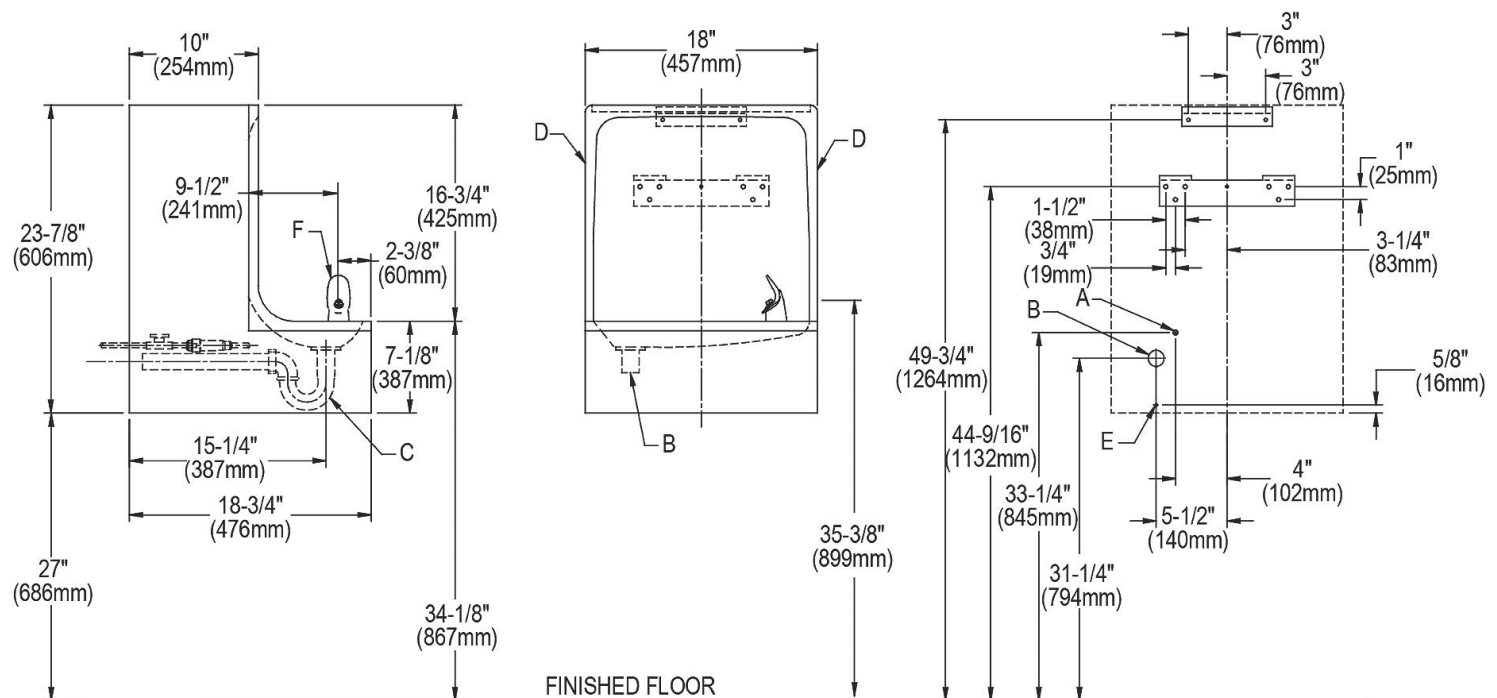 10"
(254mm)
23-7/8"
(606mm)
9-1/2"
(241mm)
16-3/4"
(425mm)
F
2-3/8"
(60mm)
7-1/8"
(387mm)
15-1/4"
(387mm)
C
18-3/4"
(476mm)
27"
(686mm)
34-1/8"
(867mm)
18"
(457mm)
D
D
B
35-3/8"
(899mm)
FINISHED FLOOR
3"
(76mm)
3"
(76mm)
1"
(25mm)
1-1/2"
(38mm)
3/4"
(19mm)
3-1/4"
(83mm)
A
B
49-3/4"
(1264mm)
5/8"
(16mm)
E
44-9/16"
(1132mm)
4"
(102mm)
33-1/4"
(845mm)
5-1/2"
(140mm)
31-1/4"
(794mm)